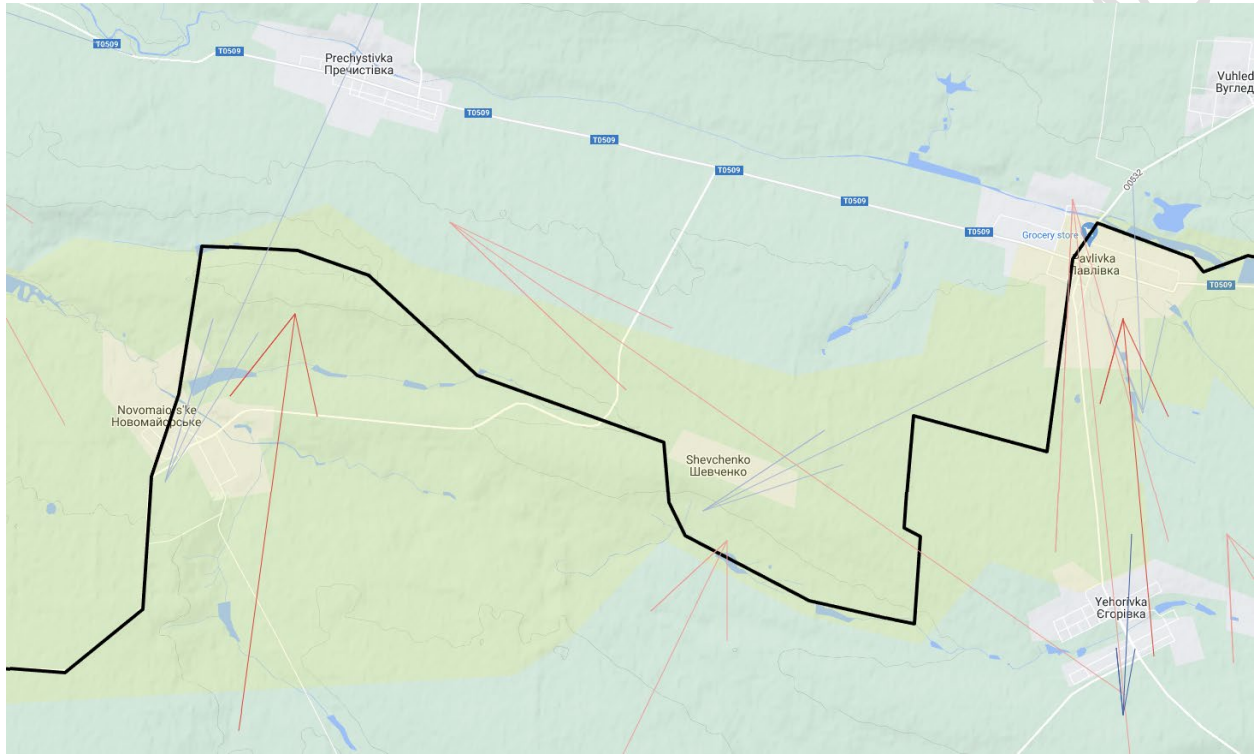 T0509
T0509
Prechystivka
Пречистівка
T0509
T0509
T0509
T0509
T0509
T0509
Vuhled
Вуглед
O0532
Grocery store
Pavlivka
Павлівка
Novomaiors'ke
Новомайорське
Shevchenko
Шевченко
Yehorivka
Єгорівка